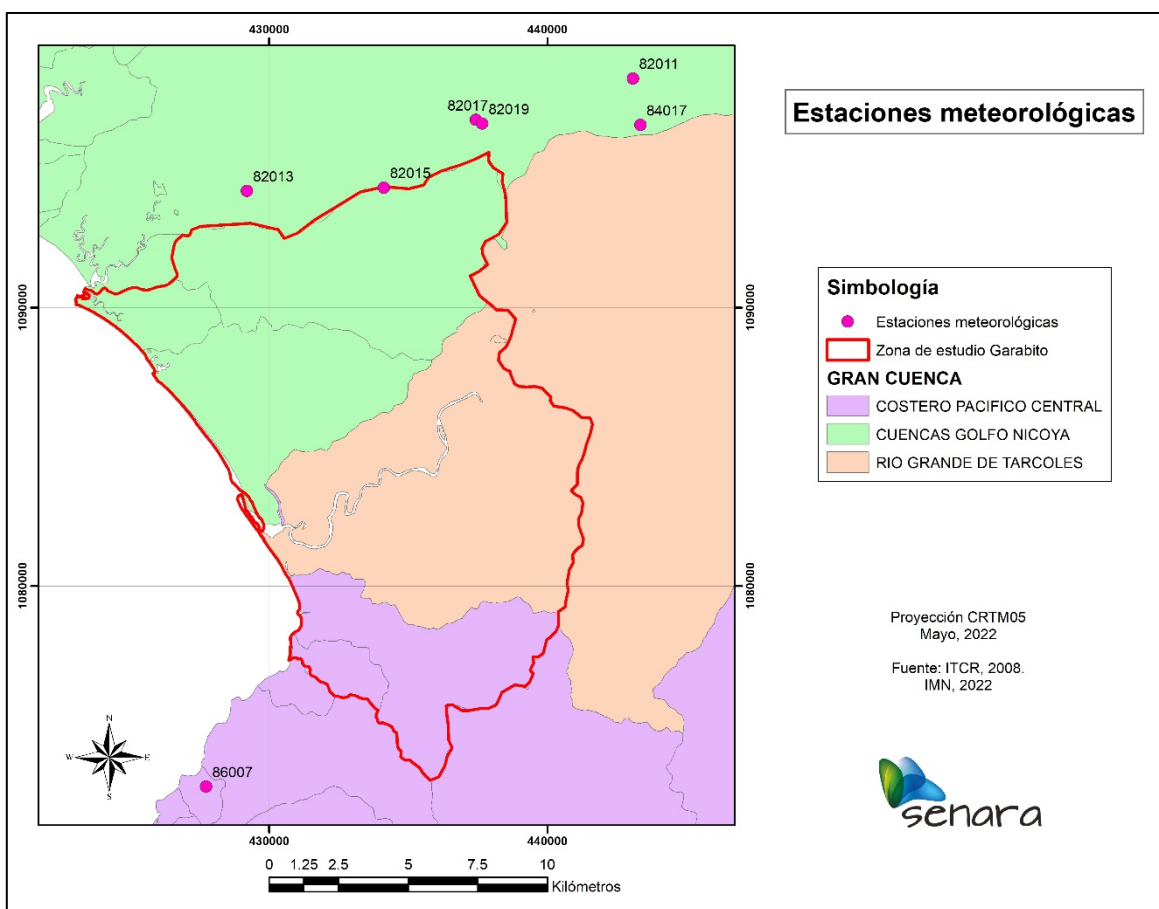 430000
440000
82011
82017
82019
84017
82013
82015
1090000
1090000
1080000
1080000
86007
N
W
E
S
430000
440000
0 1.25 2.5 5 7.5 10
Kilómetros
Estaciones meteorológicas
Simbología
Estaciones meteorológicas
Zona de estudio Garabito
GRAN CUENCA
COSTERO PACIFICO CENTRAL
CUENCAS GOLFO NICOYA
RIO GRANDE DE TARCOLES
Proyección CRTM05
Mayo, 2022
Fuente: ITCR, 2008.
IMN, 2022
senara